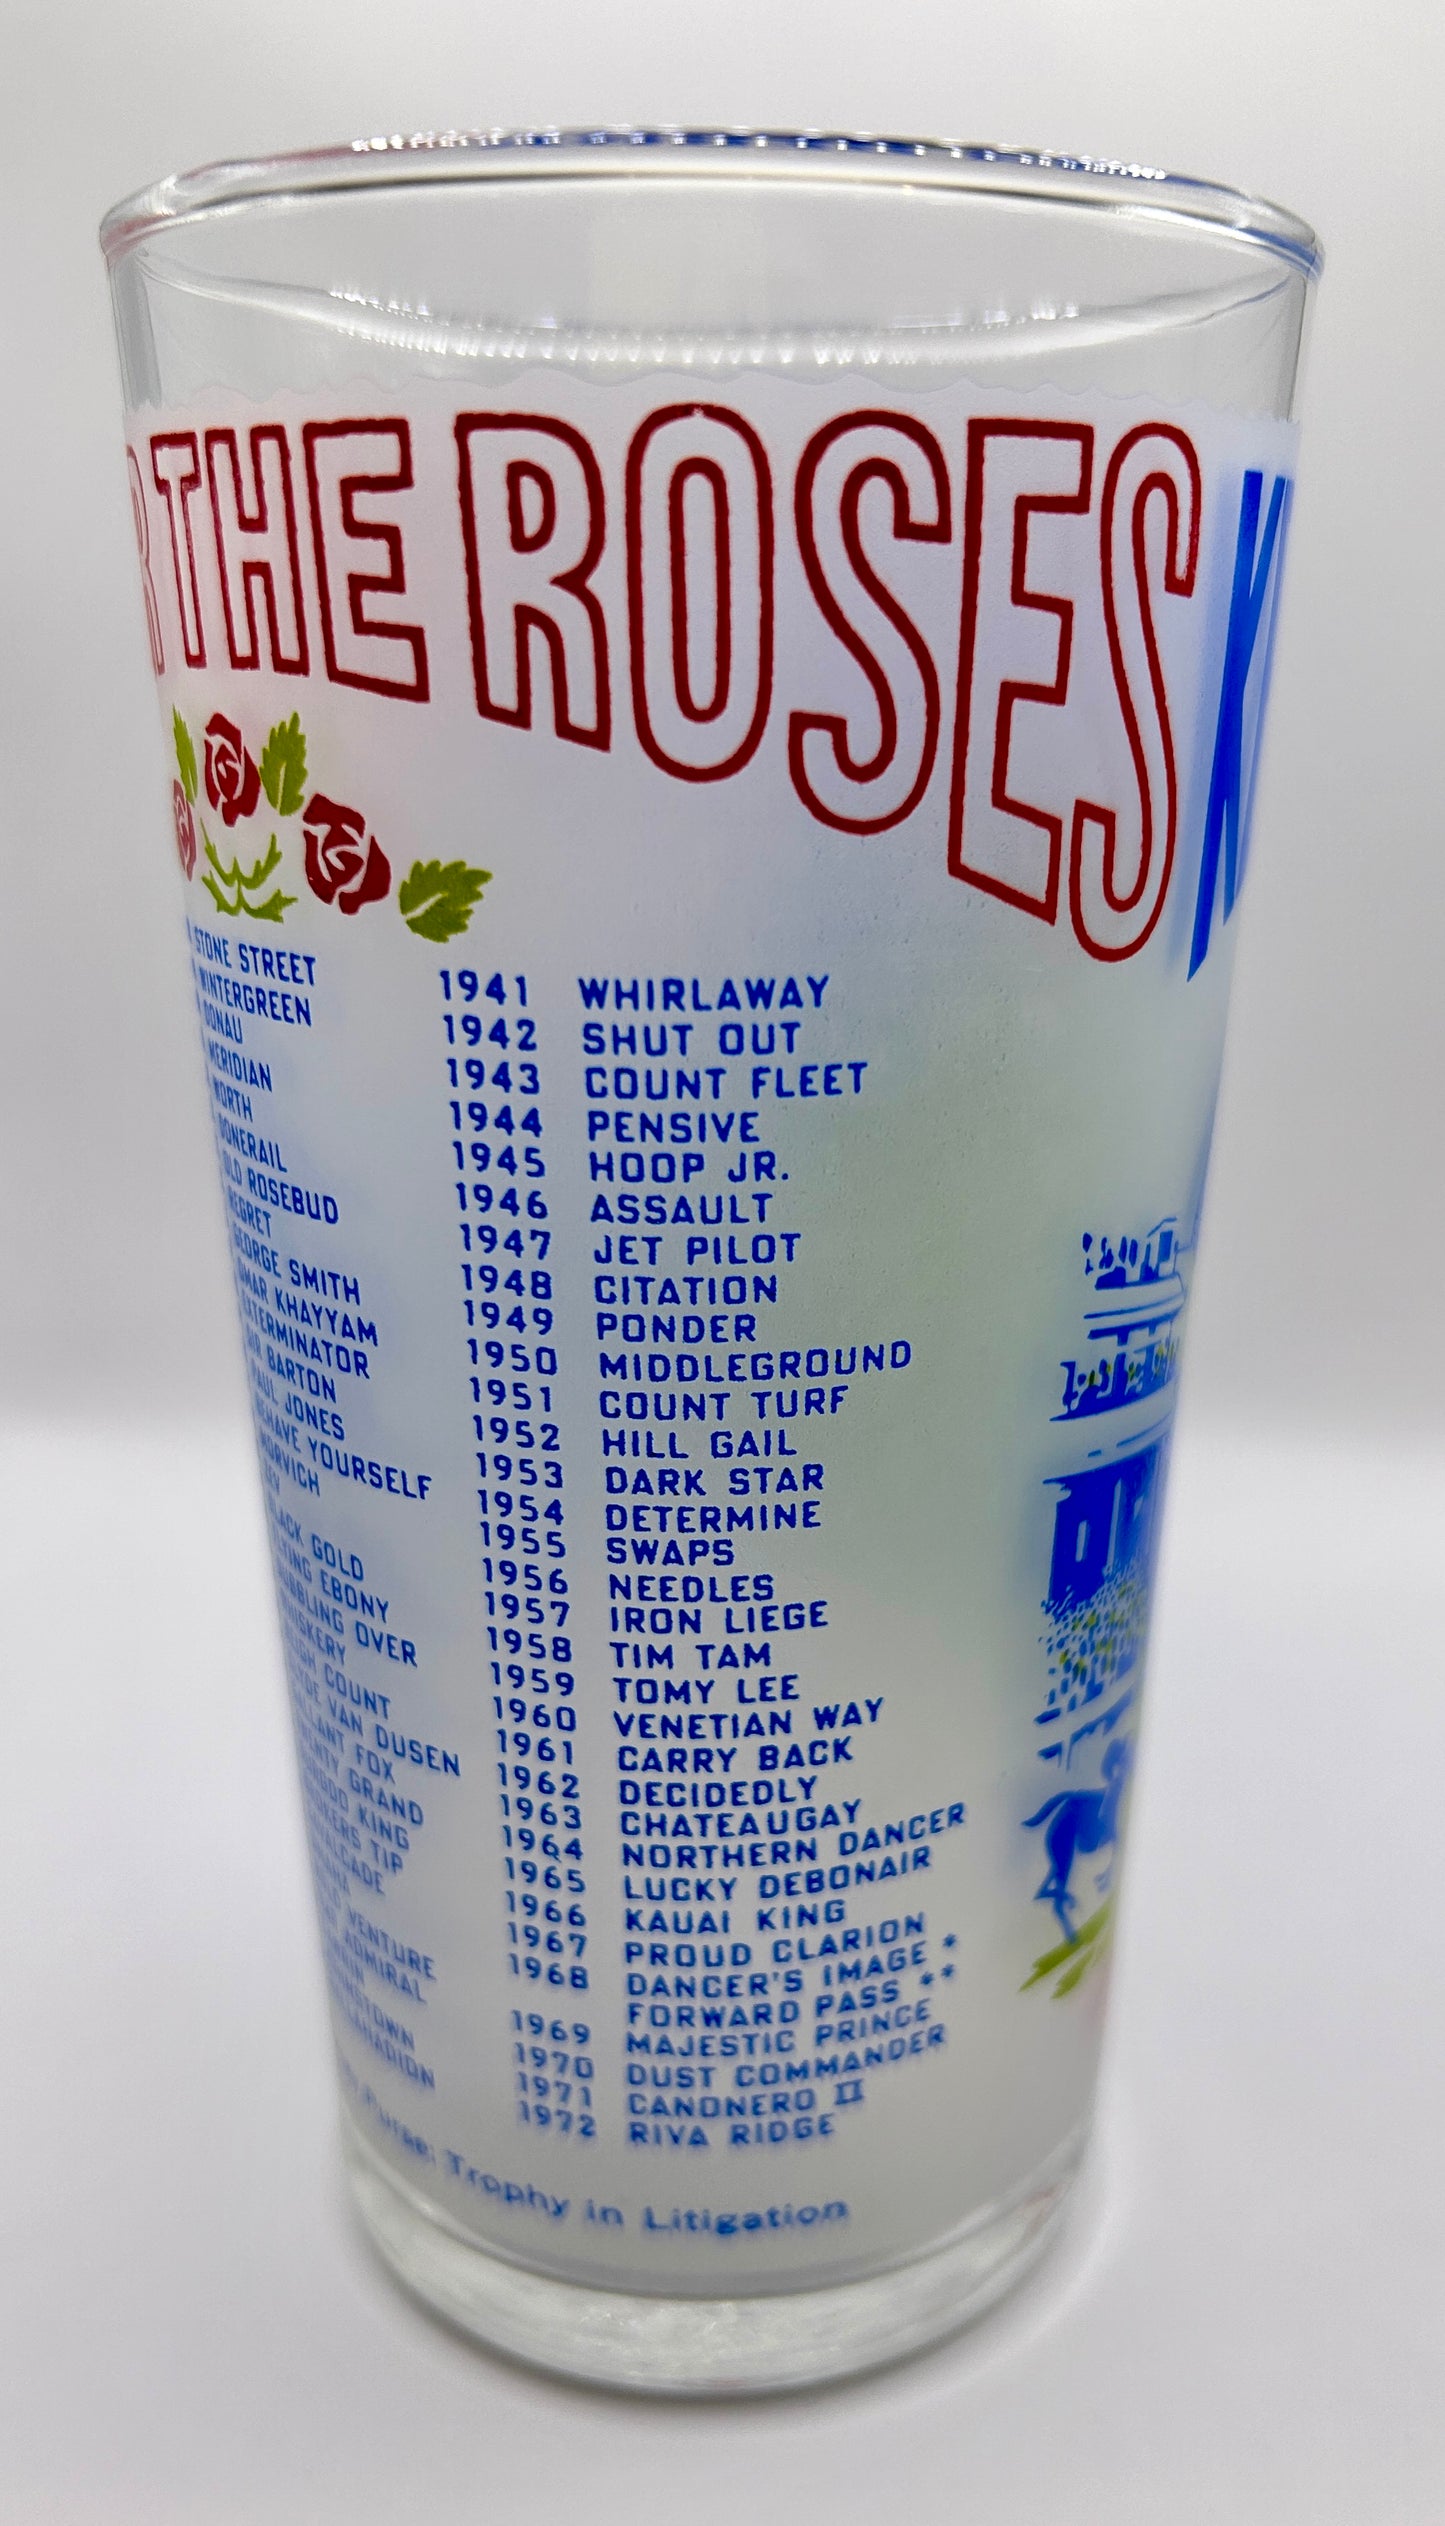 THE ROSES
STONE STREET
WINTERGREEN
DONAU
MERIDIAN
WORTH
DONERAIL
OLD ROSEBUD
REGRET
GEORGE SMITH
OMAR KHAYYAM
EXTERMINATOR
SIR BARTON
PAUL JONES
BEHAVE YOURSELF
MORVICH
BLACK GOLD
FLYING EBONY
BUBBLING OVER
WHISKERY
COUNT
VAN DUSEN
GALLANT FOX
GRAND
KING
TIP
VENTURE
ADMIRAL
1941 WHIRLAWAY
1942 SHUT OUT
1943 COUNT FLEET
1944 PENSIVE
1945 HOOP JR.
1946 ASSAULT
1947 JET PILOT
1948 CITATION
1949 PONDER
1950 MIDDLEGROUND
1951 COUNT TURF
1952 HILL GAIL
1953 DARK STAR
1954 DETERMINE
1955 SWAPS
1956 NEEDLES
1957 IRON LIEGE
1958 TIM TAM
1959 TOMY LEE
1960 VENETIAN WAY
1961 CARRY BACK
1962 DECIDEDLY
1963 CHATEAUGAY
1964 NORTHERN DANCER
1965 LUCKY DEBONAIR
1966 KAUAI KING
1967 PROUD CLARION
1968 DANCER'S IMAGE *
FORWARD PASS **
1969 MAJESTIC PRINCE
1970 DUST COMMANDER
1971 CANONERO II
1972 RIVA RIDGE
Purse; Trophy in Litigation